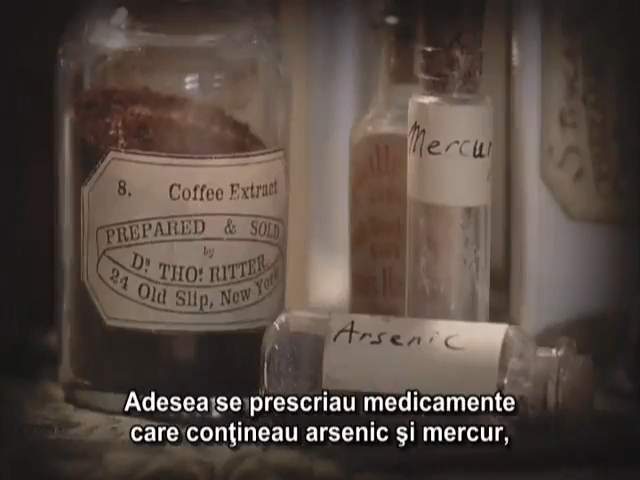 8. Coffee Extract
PREPARED & SOLD
by
Dr. THOs. RITTER
24 Old Slip, New York
Mercu
Arsenic
Adesea se prescriau medicamente
care conţineau arsenic şi mercur,